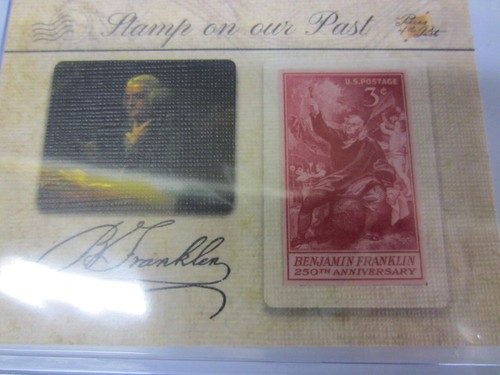 Stamp on our Past
U.S. POSTAGE
3¢
B. Franklin
BENJAMIN FRANKLIN
250TH ANNIVERSARY